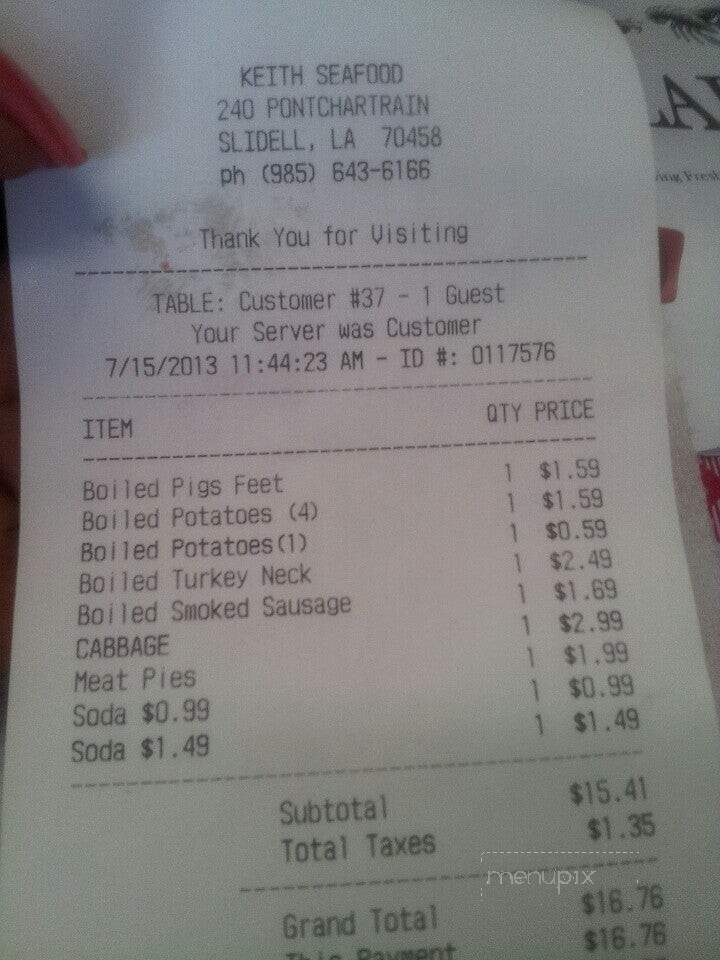 KEITH SEAFOOD
240 PONTCHARTRAIN
SLIDELL, LA 70458
ph (985) 643-6166
Thank You for Visiting
TABLE: Customer #37 - 1 Guest
Your Server was Customer
7/15/2013 11:44:23 AM - ID #: 0117576
ITEM QTY PRICE
Boiled Pigs Feet 1 $1.59
Boiled Potatoes (4) 1 $1.59
Boiled Potatoes(1) 1 $0.59
Boiled Turkey Neck 1 $2.49
Boiled Smoked Sausage 1 $1.69
CABBAGE 1 $2.99
Meat Pies 1 $1.99
Soda $0.99 1 $0.99
Soda $1.49 1 $1.49
Subtotal $15.41
Total Taxes $1.35
Grand Total $16.76
This Payment $16.76
menupix